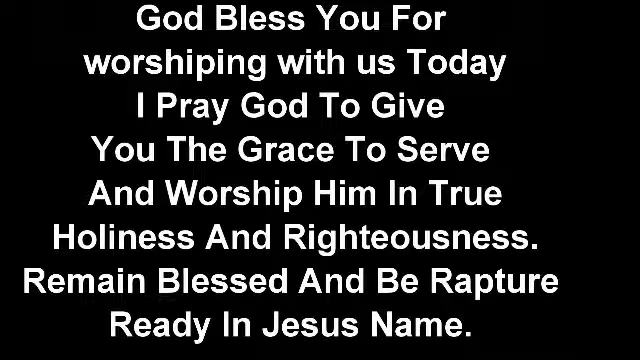 God Bless You For
worshiping with us Today
I Pray God To Give
You The Grace To Serve
And Worship Him In True
Holiness And Righteousness.
Remain Blessed And Be Rapture
Ready In Jesus Name.